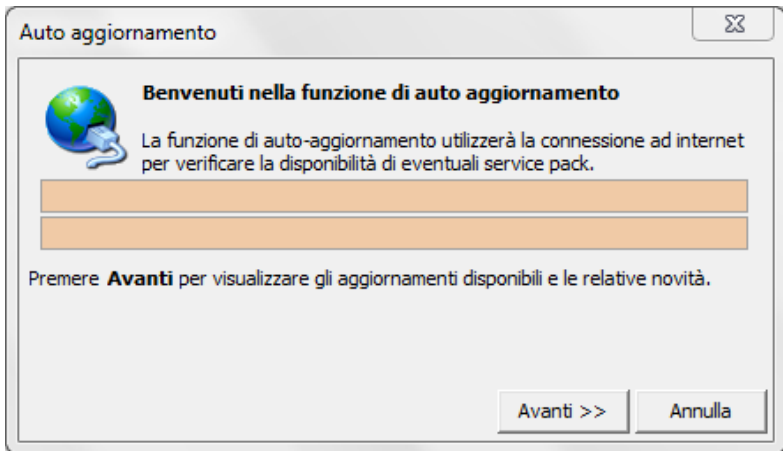 Auto aggiornamento
Benvenuti nella funzione di auto aggiornamento
La funzione di auto-aggiornamento utilizzerà la connessione ad internet
per verificare la disponibilità di eventuali service pack.
Premere Avanti per visualizzare gli aggiornamenti disponibili e le relative novità.
Avanti >> Annulla